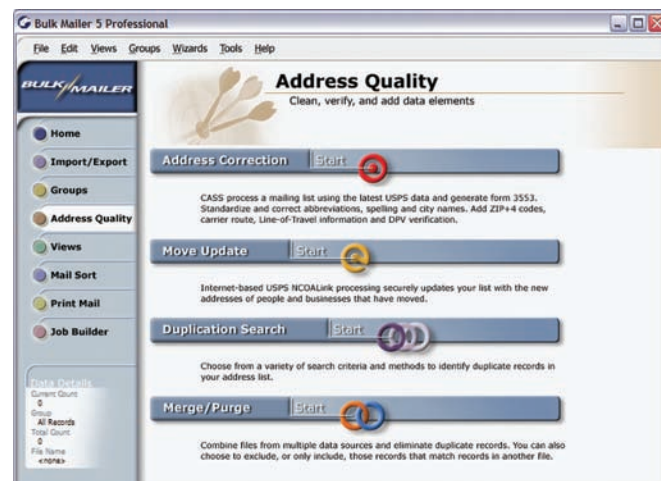 Bulk Mailer 5 Professional
File Edit Views Groups Wizards Tools Help
BULK MAILER
Address Quality
Clean, verify, and add data elements
Home
Import/Export
Groups
Address Quality
Views
Mail Sort
Print Mail
Job Builder
Data Details
Current Count
0
Group
All Records
Total Count
0
File Name
<none>
Address Correction Start
CASS process a mailing list using the latest USPS data and generate form 3553.
Standardize and correct abbreviations, spelling and city names. Add ZIP+4 codes,
carrier route, Line-of-Travel information and DPV verification.
Move Update Start
Internet-based USPS NCOALink processing securely updates your list with the new
addresses of people and businesses that have moved.
Duplication Search Start
Choose from a variety of search criteria and methods to identify duplicate records in
your address list.
Merge/Purge Start
Combine files from multiple data sources and eliminate duplicate records. You can also
choose to exclude, or only include, those records that match records in another file.